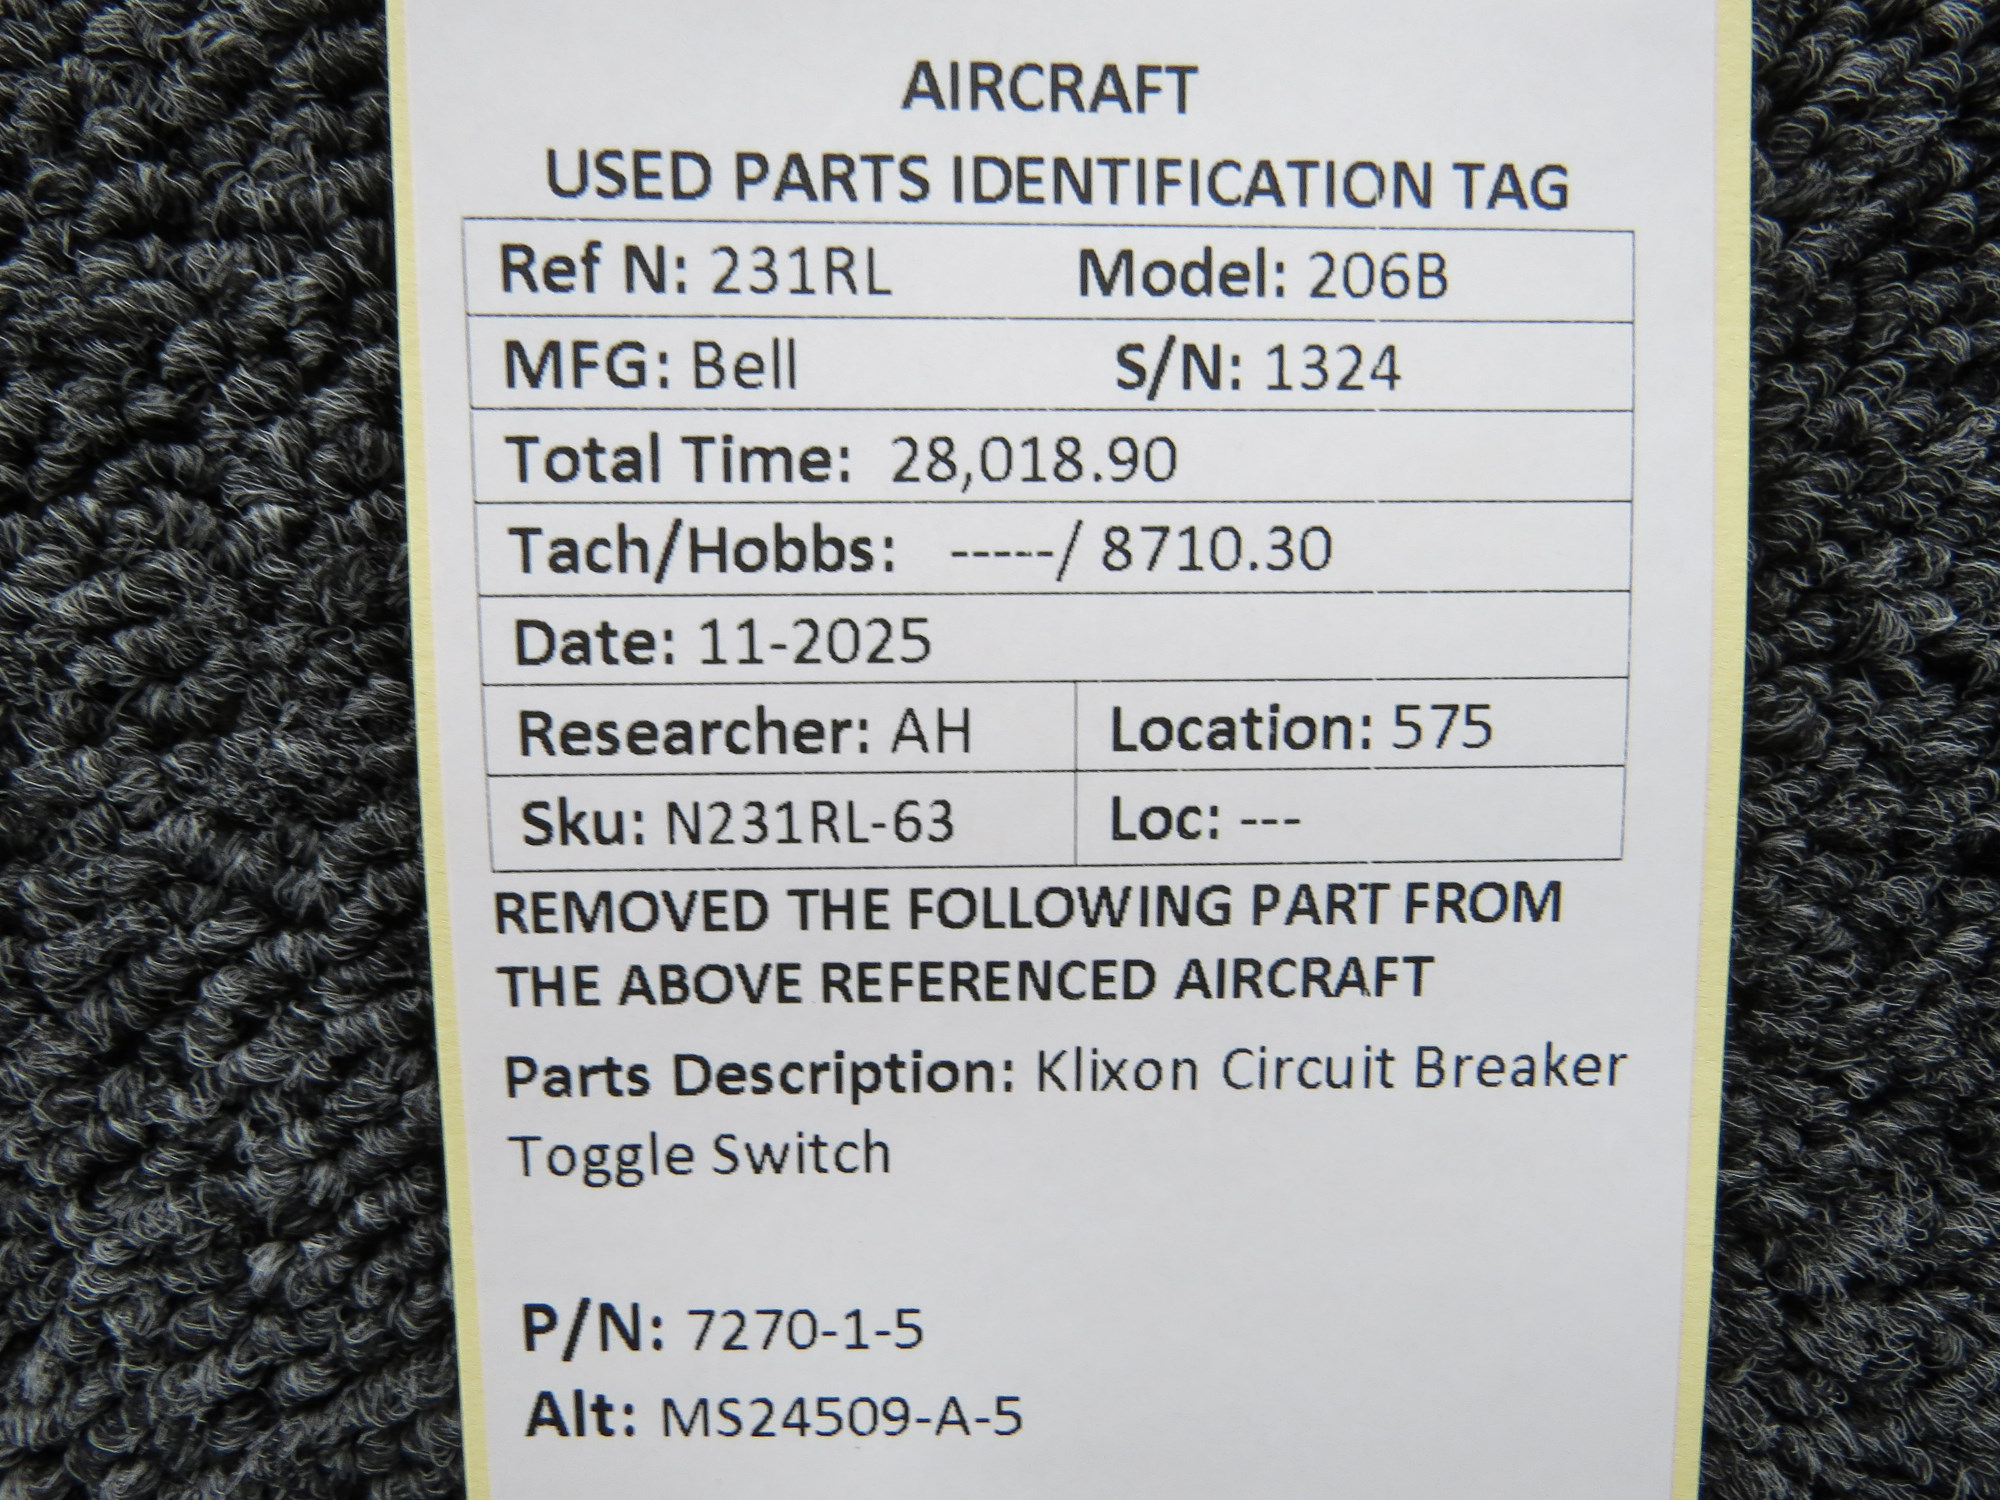 AIRCRAFT
USED PARTS IDENTIFICATION TAG
Ref N: 231RL Model: 206B
MFG: Bell S/N: 1324
Total Time: 28,018.90
Tach/Hobbs: -----/ 8710.30
Date: 11-2025
Researcher: AH Location: 575
Sku: N231RL-63 Loc: ---
REMOVED THE FOLLOWING PART FROM
THE ABOVE REFERENCED AIRCRAFT
Parts Description: Klixon Circuit Breaker
Toggle Switch
P/N: 7270-1-5
Alt: MS24509-A-5